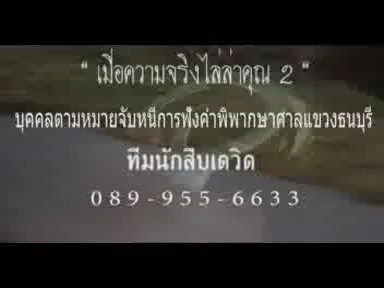 " เมื่อความจริงไล่ล่าคุณ 2 "
บุคคลตามหมายจับหนีการฟังคำพิพากษาศาลแขวงธนบุรี
ทีมนักสืบเดวิด
089-955-6633